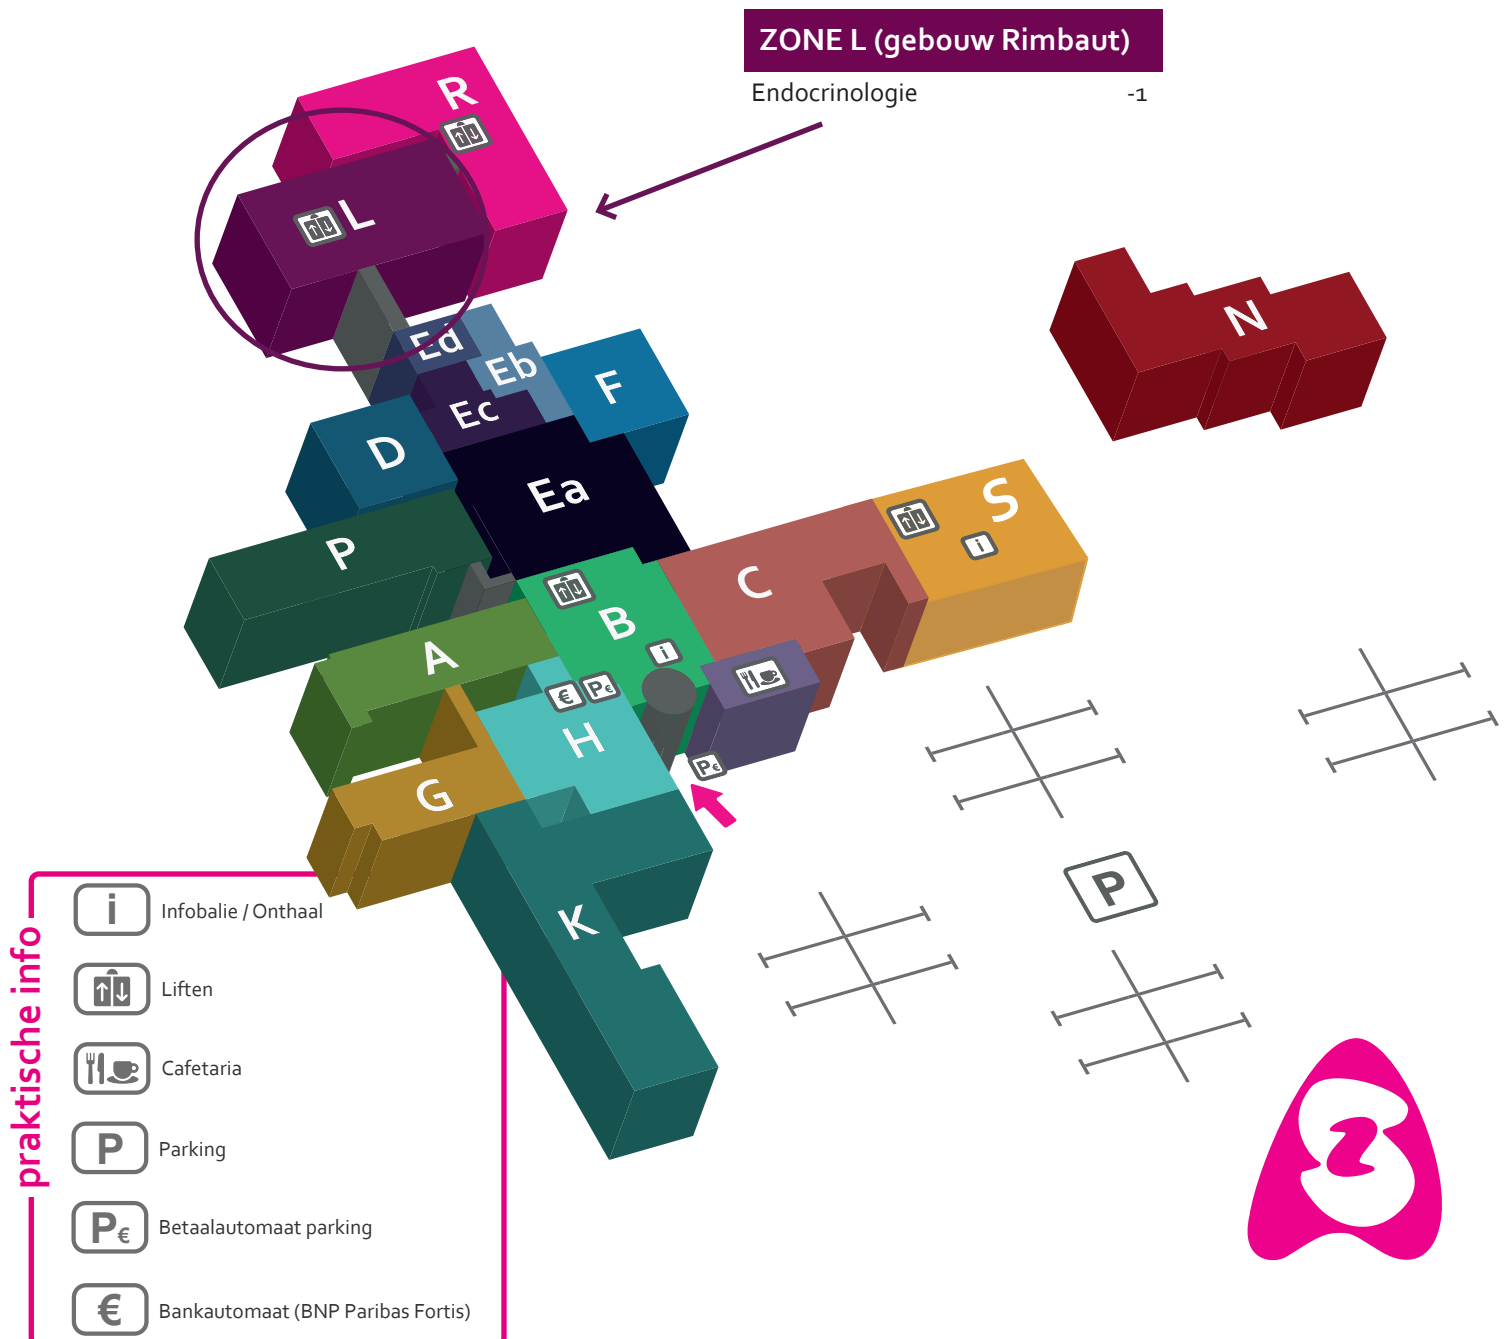 ZONE L (gebouw Rimbaut)
Endocrinologie -1
R
L
N
Ed
Eb
F
Ec
D
Ea
S
i
P
C
B
A
i
€ P€
H
P€
G
P
K
praktische info
i Infobalie / Onthaal
Liften
Cafetaria
P Parking
P€ Betaalautomaat parking
€ Bankautomaat (BNP Paribas Fortis)